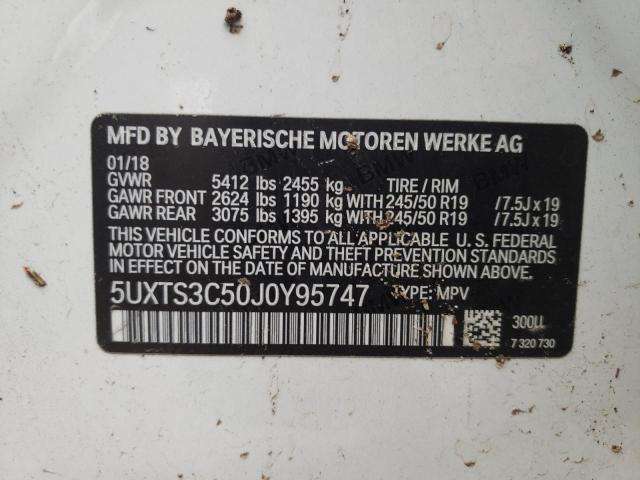 MFD BY BAYERISCHE MOTOREN WERKE AG
01/18
GVWR 5412 lbs 2455 kg TIRE / RIM
GAWR FRONT 2624 lbs 1190 kg WITH 245/50 R19 /7.5J x 19
GAWR REAR 3075 lbs 1395 kg WITH 245/50 R19 /7.5J x 19
THIS VEHICLE CONFORMS TO ALL APPLICABLE U. S. FEDERAL
MOTOR VEHICLE SAFETY AND THEFT PREVENTION
STANDARDS IN EFFECT ON THE DATE OF MANUFACTURE SHOWN ABOVE.
5UXTS3C50J0Y95747 TYPE: MPV
300LL
7 320 730